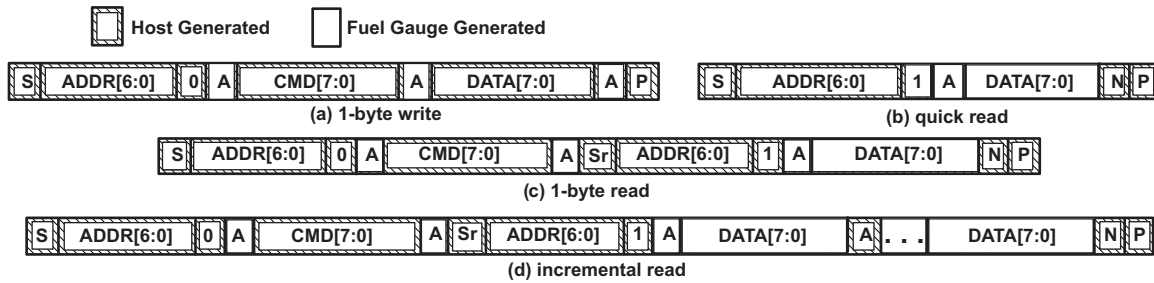 Host Generated Fuel Gauge Generated
S ADDR[6:0] 0 A CMD[7:0] A DATA[7:0] A P S ADDR[6:0] 1 A DATA[7:0] N P
(a) 1-byte write (b) quick read
S ADDR[6:0] 0 A CMD[7:0] A Sr ADDR[6:0] 1 A DATA[7:0] N P
(c) 1-byte read
S ADDR[6:0] 0 A CMD[7:0] A Sr ADDR[6:0] 1 A DATA[7:0] A . . . DATA[7:0] N P
(d) incremental read